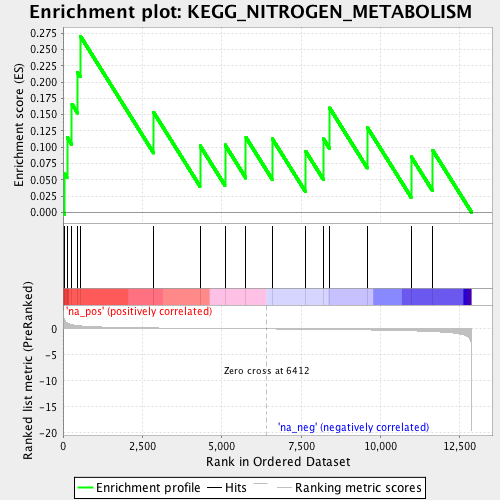 Enrichment plot: KEGG_NITROGEN_METABOLISM
Enrichment score (ES)
0.275
0.250
0.225
0.200
0.175
0.150
0.125
0.100
0.075
0.050
0.025
0.000
'na_pos' (positively correlated)
Ranked list metric (PreRanked)
0
-5
-10
-15
-20
Zero cross at 6412
'na_neg' (negatively correlated)
0 2,500 5,000 7,500 10,000 12,500
Rank in Ordered Dataset
Enrichment profile Hits Ranking metric scores